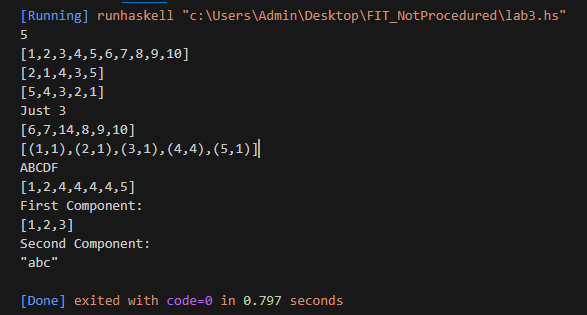 [Running] runhaskell "c:\Users\Admin\Desktop\FIT_NotProcedured\lab3.hs"
5
[1,2,3,4,5,6,7,8,9,10]
[2,1,4,3,5]
[5,4,3,2,1]
Just 3
[6,7,14,8,9,10]
[(1,1),(2,1),(3,1),(4,4),(5,1)]
ABCDF
[1,2,4,4,4,4,5]
First Component:
[1,2,3]
Second Component:
"abc"
[Done] exited with code=0 in 0.797 seconds